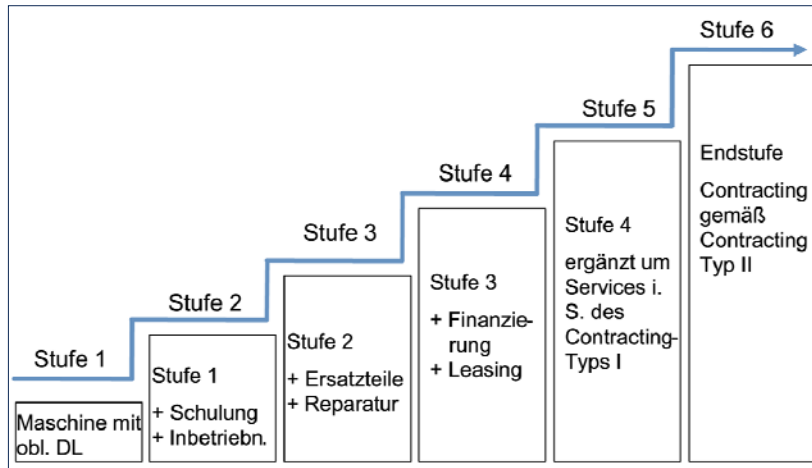 Stufe 1
Maschine mit
obl. DL
Stufe 2
Stufe 1
+ Schulung
+ Inbetriebn.
Stufe 3
Stufe 2
+ Ersatzteile
+ Reparatur
Stufe 4
Stufe 3
+ Finanzie-
rung
+ Leasing
Stufe 5
Stufe 4
ergänzt um
Services i.
S. des
Contracting-
Typs I
Stufe 6
Endstufe
Contracting
gemäß
Contracting
Typ II